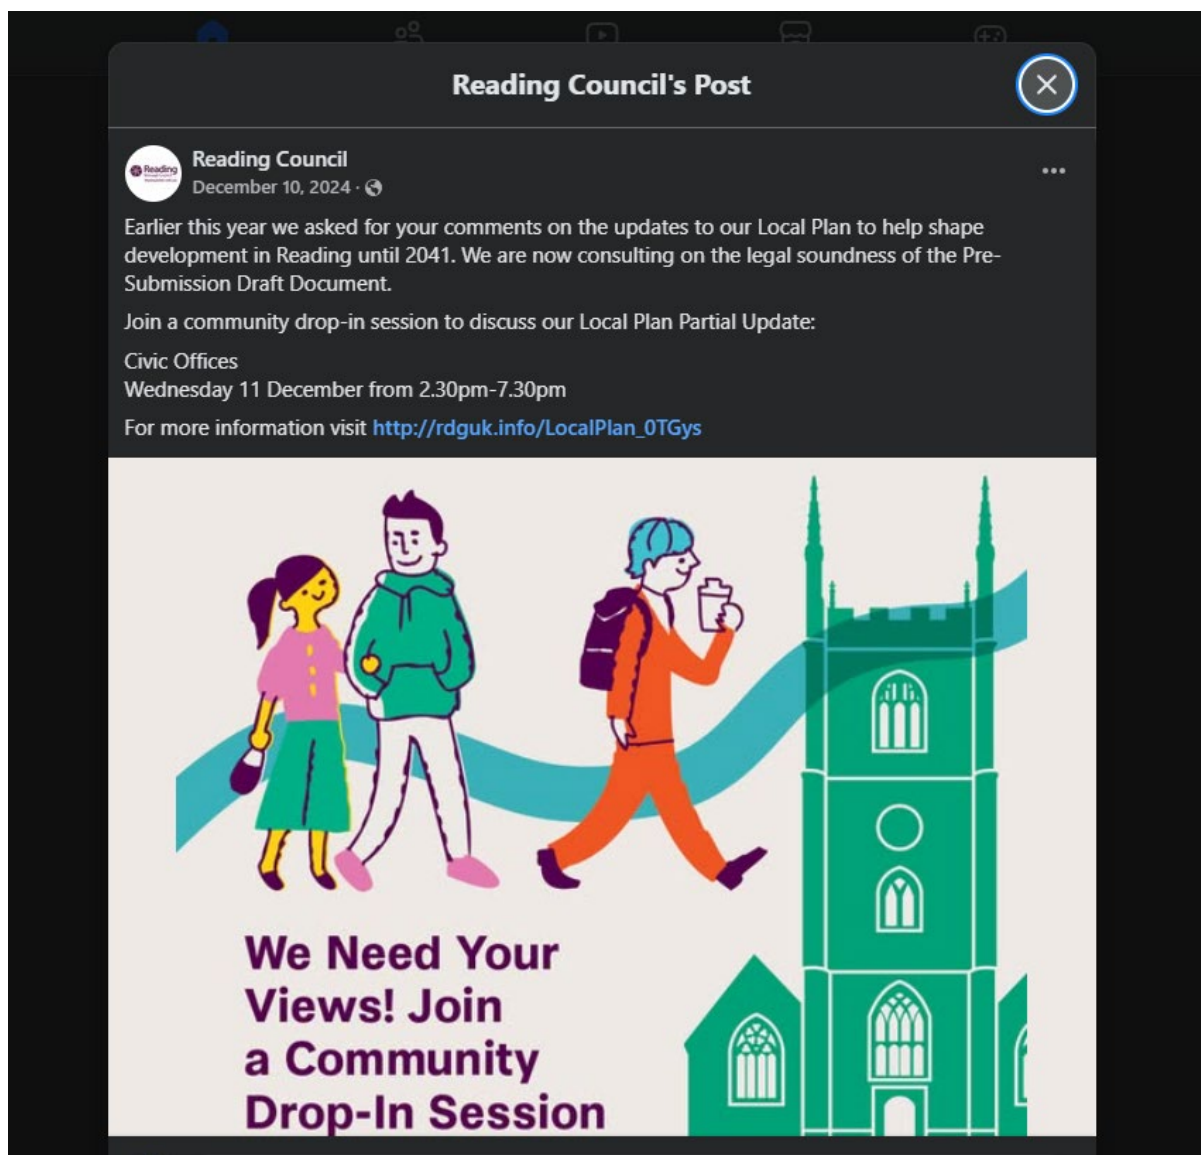 Reading Council's Post
Reading
Reading Council
December 10, 2024 ·
Earlier this year we asked for your comments on the updates to our Local Plan to help shape
development in Reading until 2041. We are now consulting on the legal soundness of the Pre-
Submission Draft Document.
Join a community drop-in session to discuss our Local Plan Partial Update:
Civic Offices
Wednesday 11 December from 2.30pm-7.30pm
For more information visit http://rdguk.info/LocalPlan_0TGys
We Need Your
Views! Join
a Community
Drop-In Session